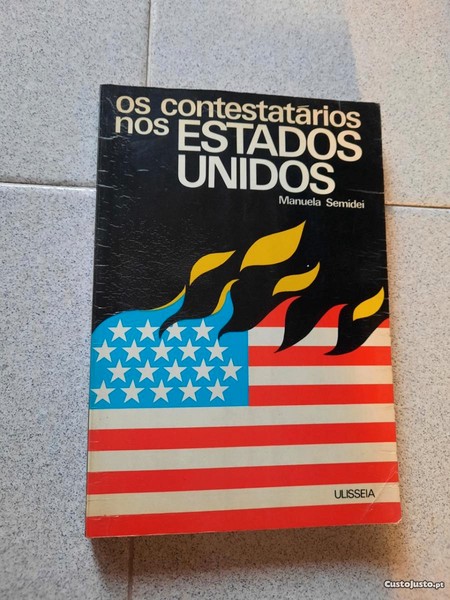 os contestatários
nos ESTADOS
UNIDOS
Manuela Semidei
ULISSEIA
CustoJusto.pt